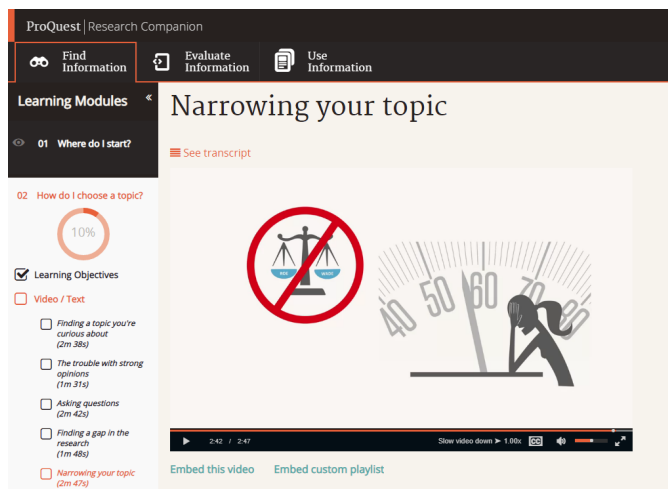 ProQuest | Research Companion
Find
Information
Evaluate
Information
Use
Information
Learning Modules «
01 Where do I start?
02 How do I choose a topic?
10%
Learning Objectives
Video / Text
Finding a topic you're
curious about
(2m 38s)
The trouble with strong
opinions
(1m 31s)
Asking questions
(2m 42s)
Finding a gap in the
research
(1m 48s)
Narrowing your topic
(2m 47s)
Narrowing your topic
See transcript
40 50 60 70 80
2:42 / 2:47
Slow video down ➤ 1.00x CC
Embed this video Embed custom playlist